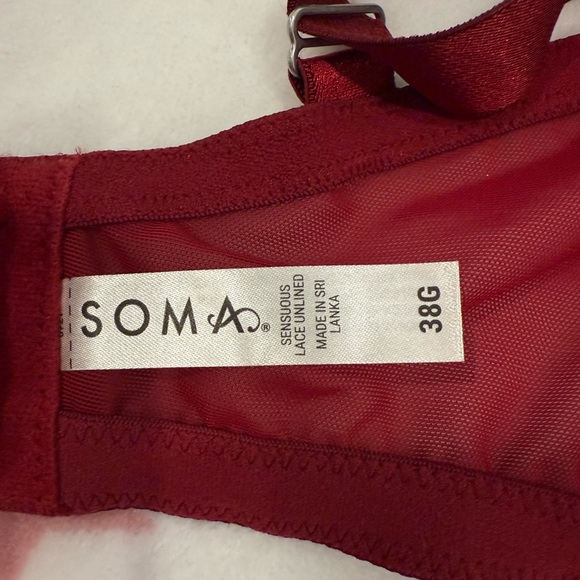 SOMA®
SENSUOUS
LACE UNLINED
MADE IN SRI
LANKA
38G